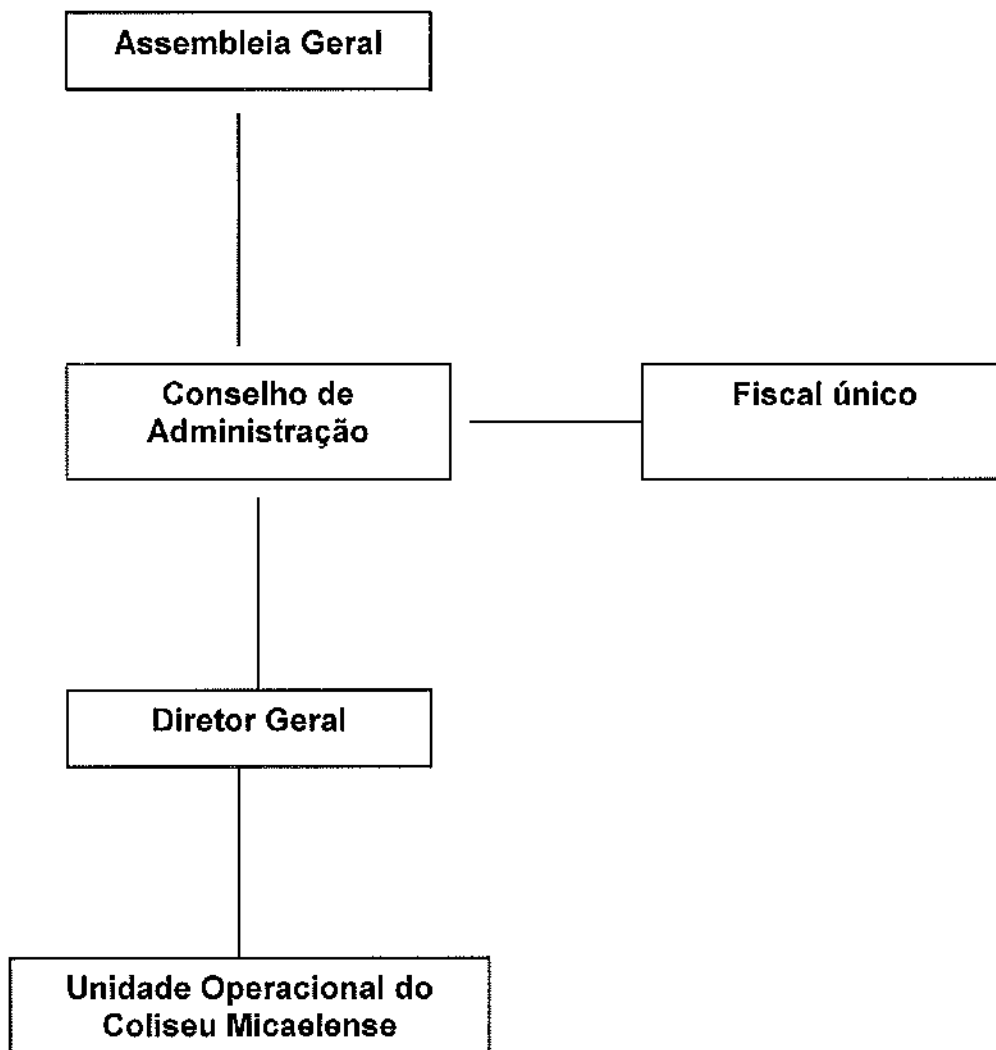 Assembleia Geral
Conselho de
Administração
Fiscal único
Diretor Geral
Unidade Operacional do
Coliseu Micaelense